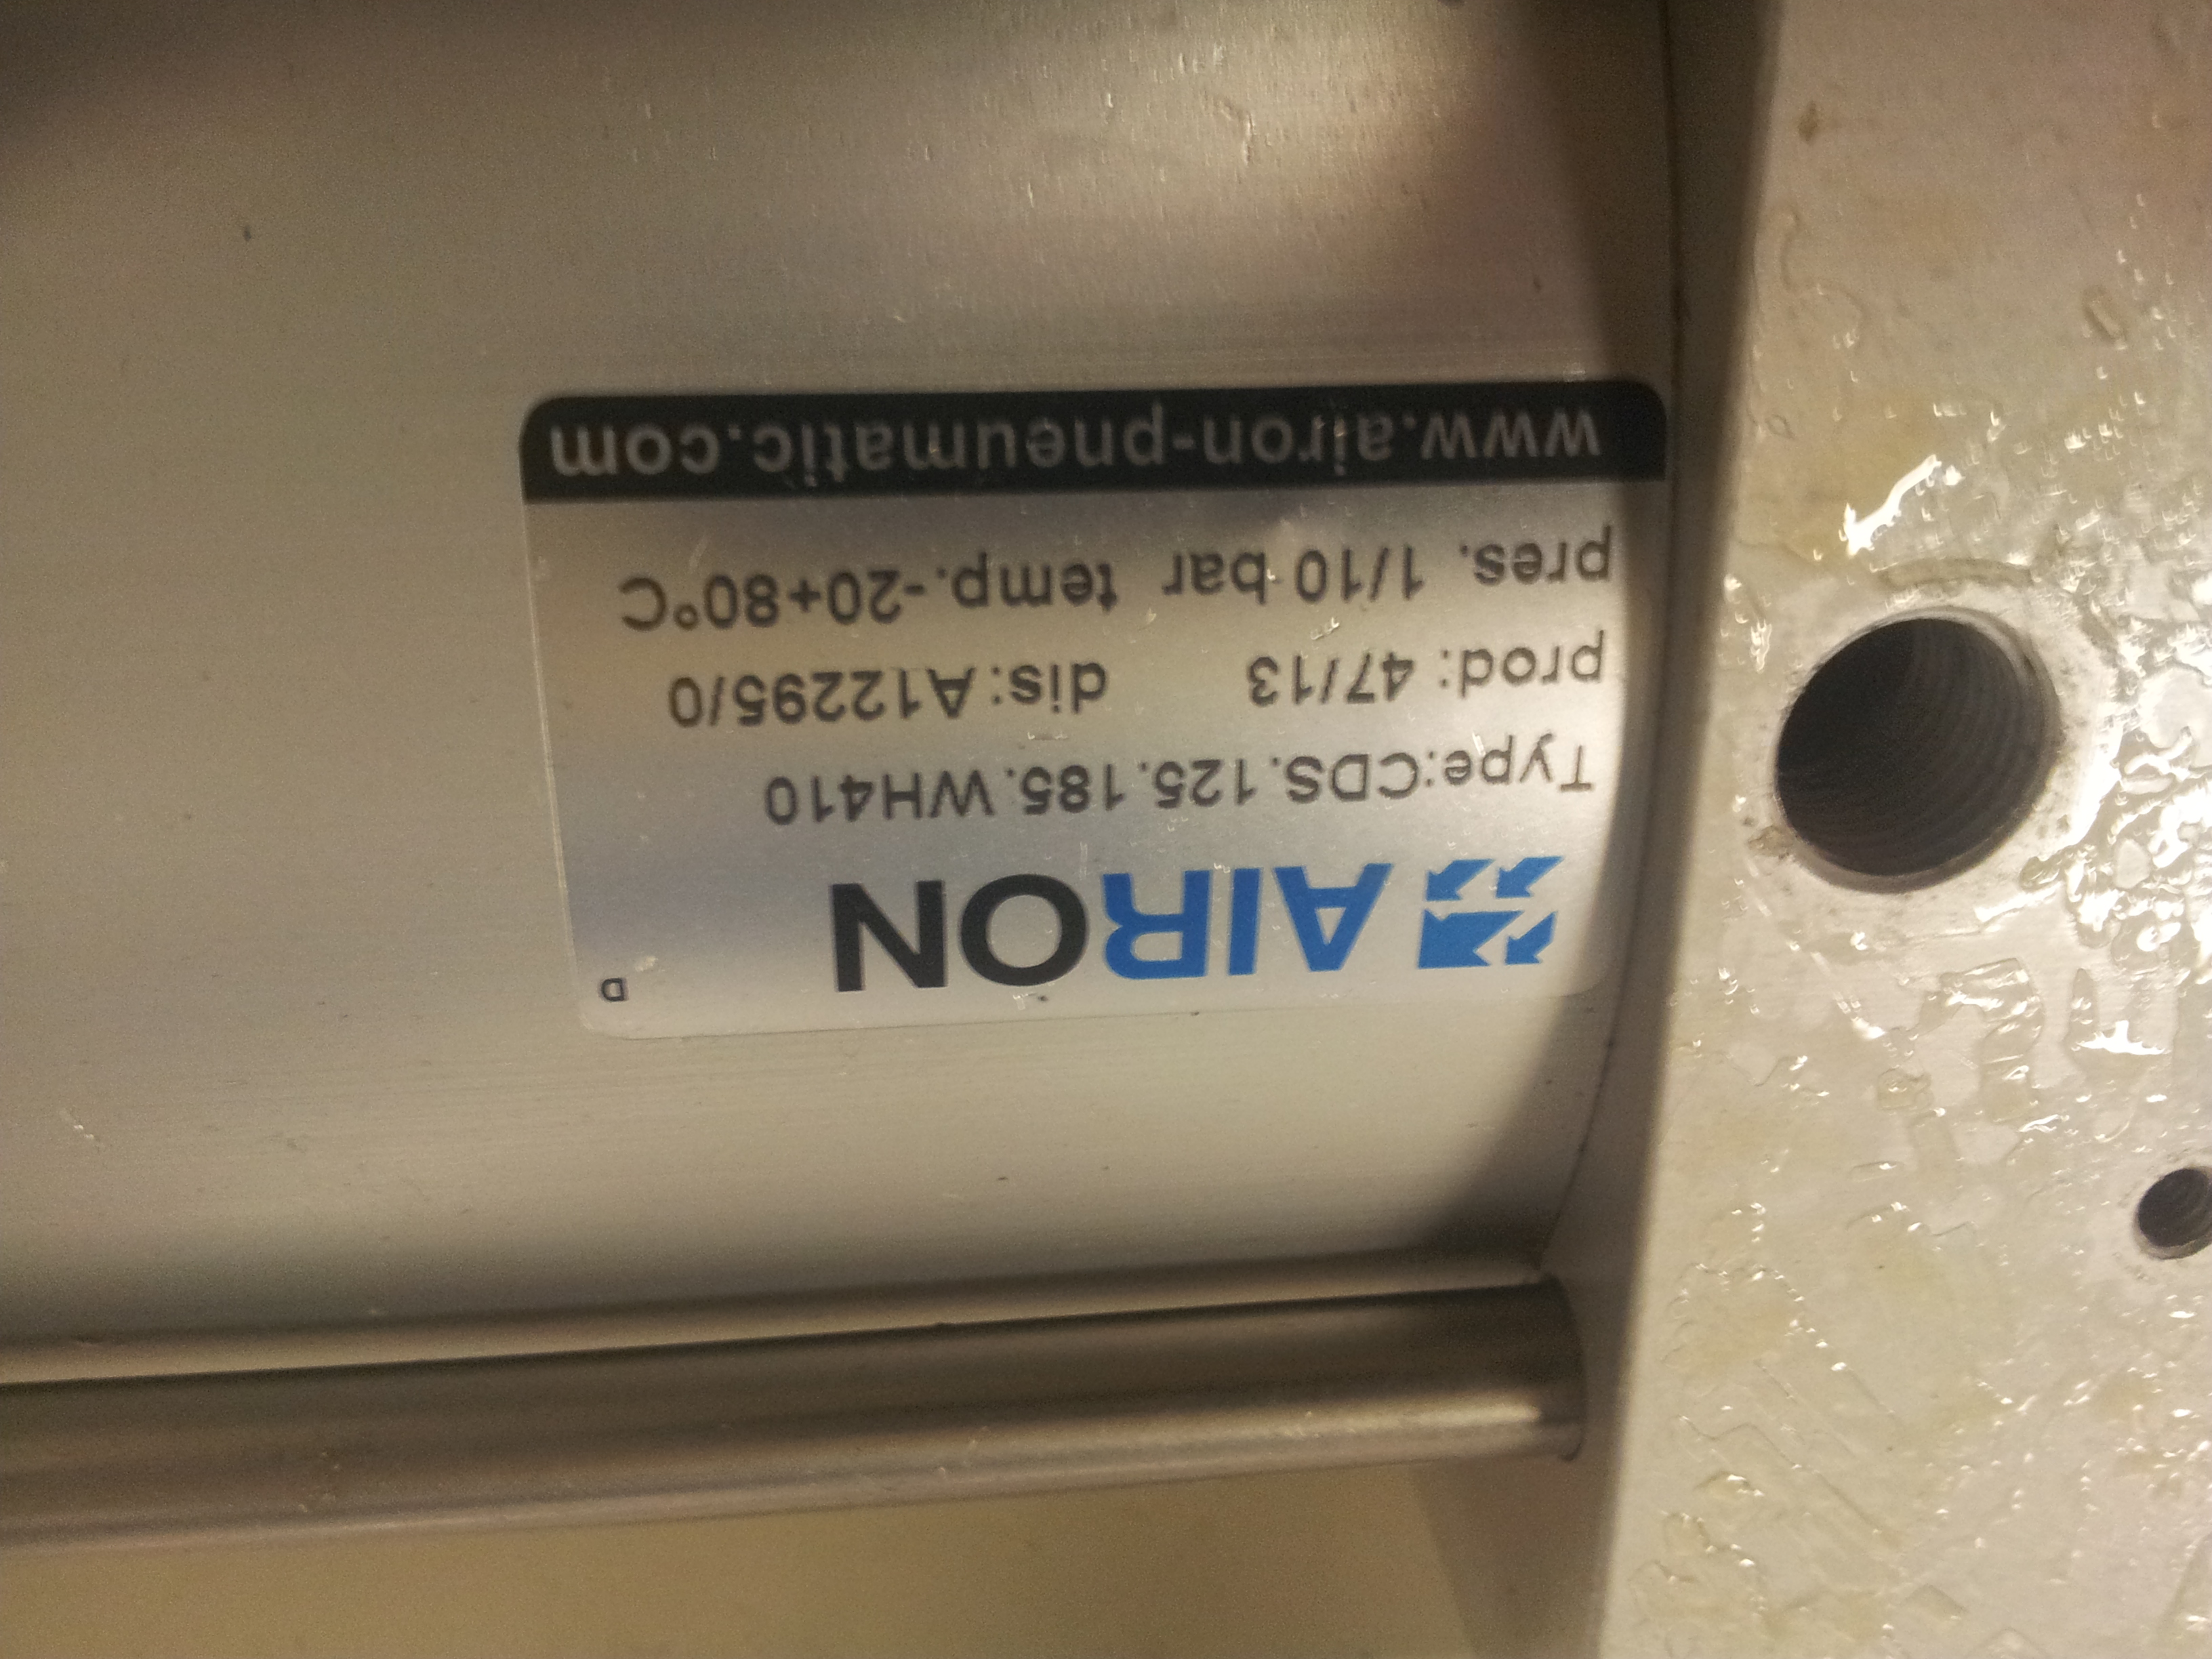 AIRON
D
Type:CDS.125.185.WH410
prod: 47/13 dis:A12295/0
pres. 1/10 bar temp.-20+80°C
www.airon-pneumatic.com